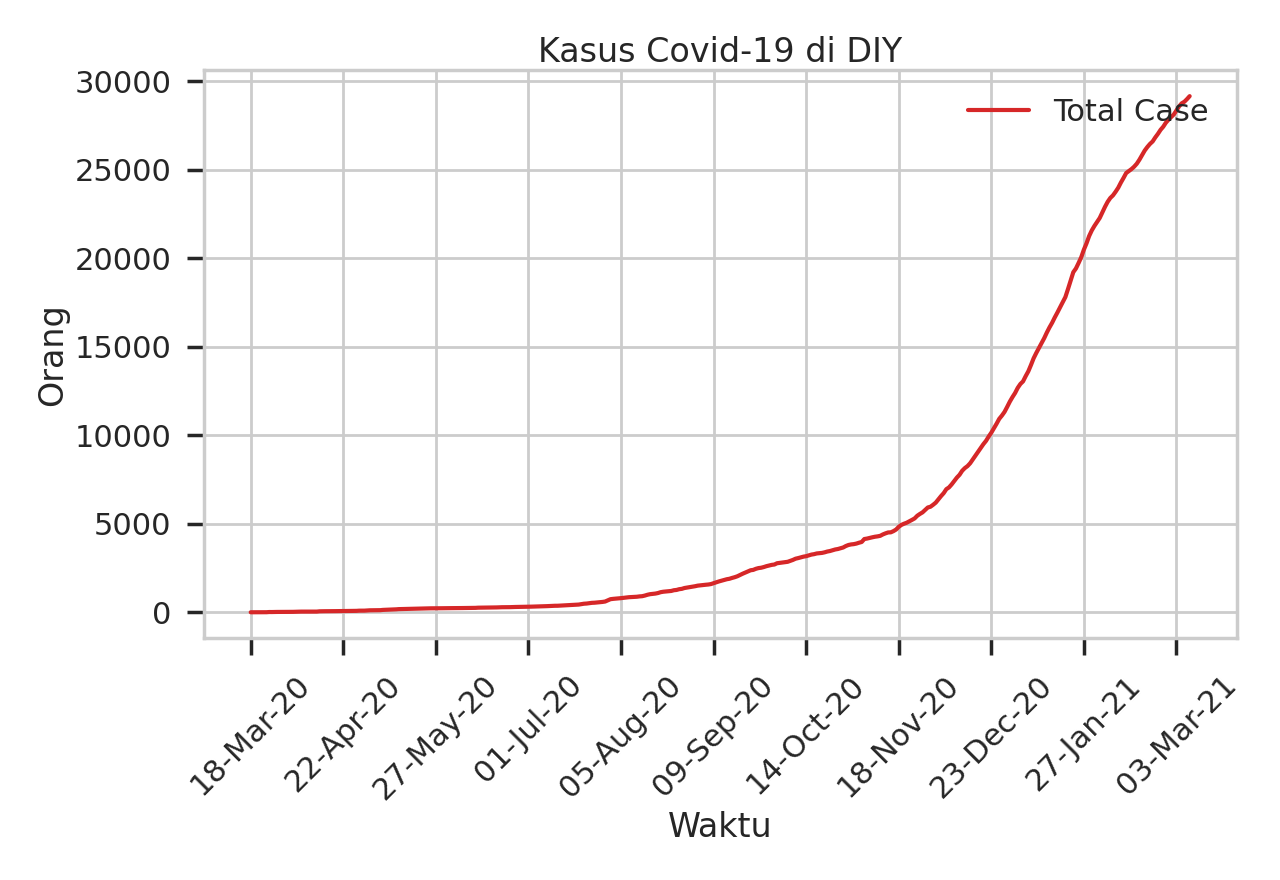 Kasus Covid-19 di DIY
Total Case
Orang
30000
25000
20000
15000
10000
5000
0
18-Mar-20
22-Apr-20
27-May-20
01-Jul-20
05-Aug-20
09-Sep-20
14-Oct-20
18-Nov-20
23-Dec-20
27-Jan-21
03-Mar-21
Waktu